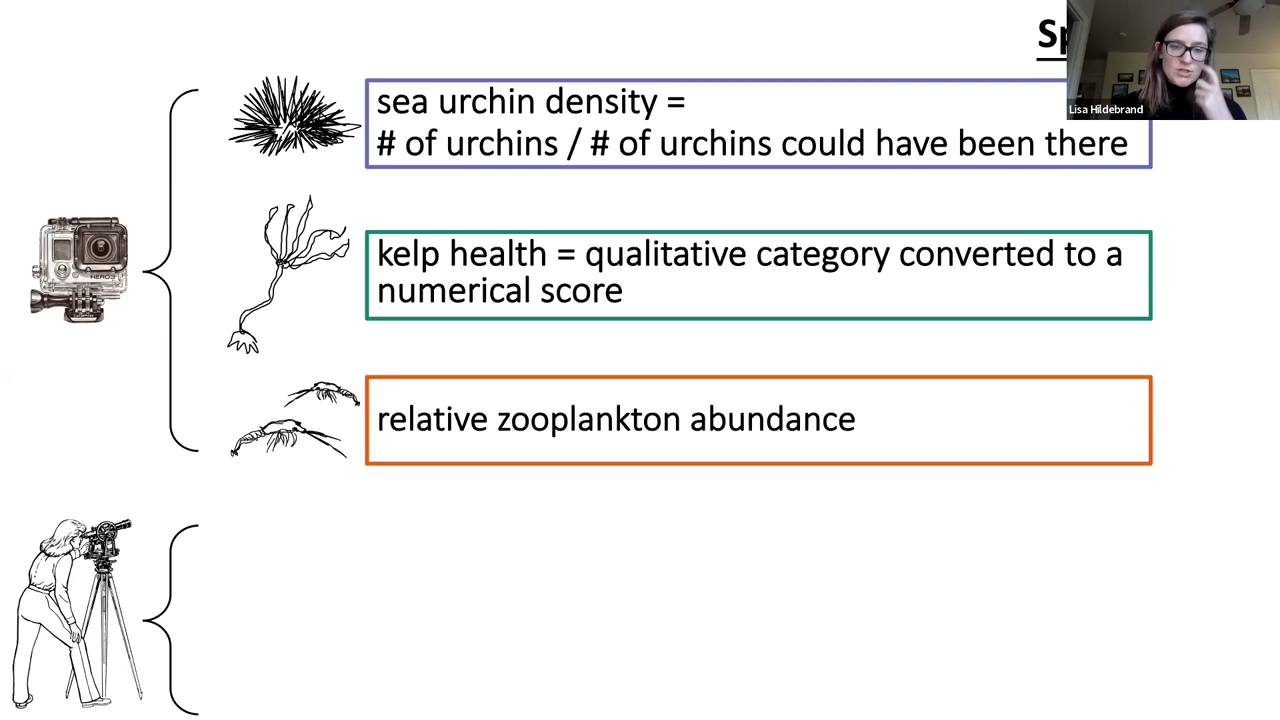 Lisa Hildebrand
sea urchin density =
# of urchins / # of urchins could have been there
kelp health = qualitative category converted to a
numerical score
relative zooplankton abundance